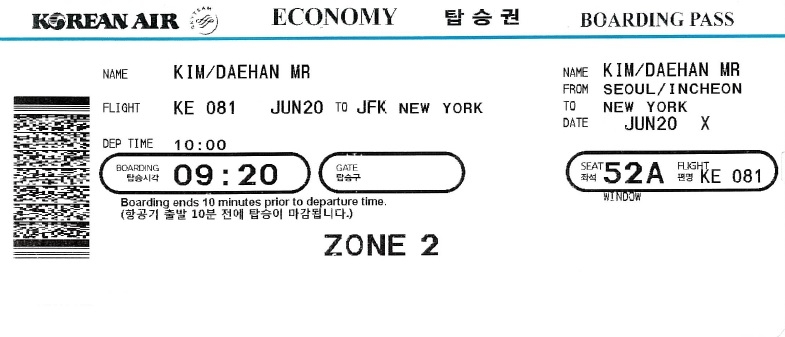 KOREAN AIR SKYTEAM ECONOMY 탑승권 BOARDING PASS
NAME KIM/DAEHAN MR
FLIGHT KE 081 JUN20 TO JFK NEW YORK
DEP TIME 10:00
BOARDING 탑승시각 09:20 GATE 탑승구
Boarding ends 10 minutes prior to departure time.
(항공기 출발 10분 전에 탑승이 마감됩니다.)
ZONE 2
NAME KIM/DAEHAN MR
FROM SEOUL/INCHEON
TO NEW YORK
DATE JUN20 X
SEAT 좌석 52A FLIGHT 편명 KE 081
WINDOW